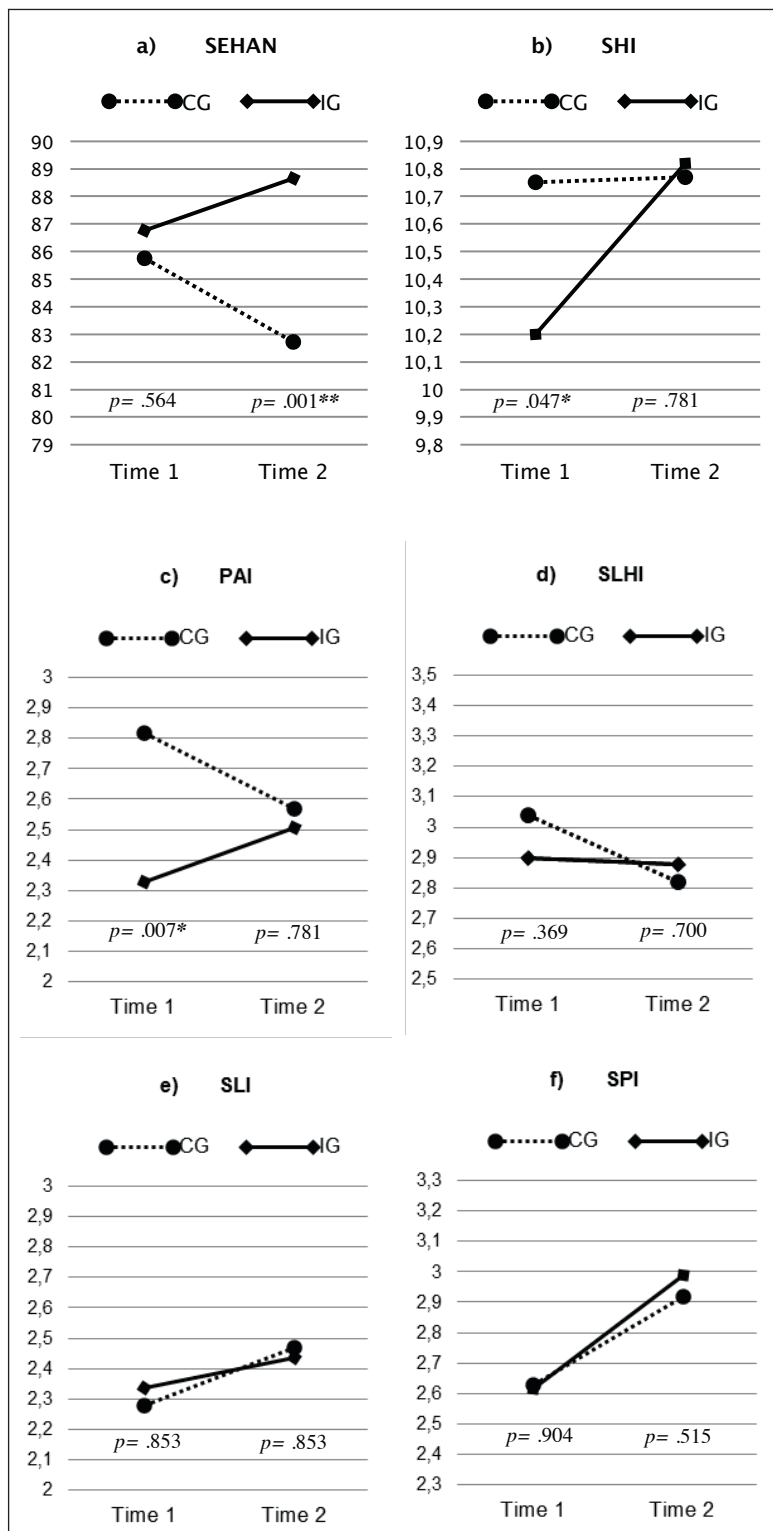 a) SEHAN
CG IG
90
89
88
87
86
85
84
83
82
81
80
79
p= .564 p= .001**
Time 1 Time 2
b) SHI
CG IG
10,9
10,8
10,7
10,6
10,5
10,4
10,3
10,2
10,1
10
9,9
9,8
p= .047* p= .781
Time 1 Time 2
c) PAI
CG IG
3
2,9
2,8
2,7
2,6
2,5
2,4
2,3
2,2
2,1
2
p= .007* p= .781
Time 1 Time 2
d) SLHI
CG IG
3,5
3,4
3,3
3,2
3,1
3
2,9
2,8
2,7
2,6
2,5
p= .369 p= .700
Time 1 Time 2
e) SLI
CG IG
3
2,9
2,8
2,7
2,6
2,5
2,4
2,3
2,2
2,1
2
p= .853 p= .853
Time 1 Time 2
f) SPI
CG IG
3,3
3,2
3,1
3
2,9
2,8
2,7
2,6
2,5
2,4
2,3
p= .904 p= .515
Time 1 Time 2